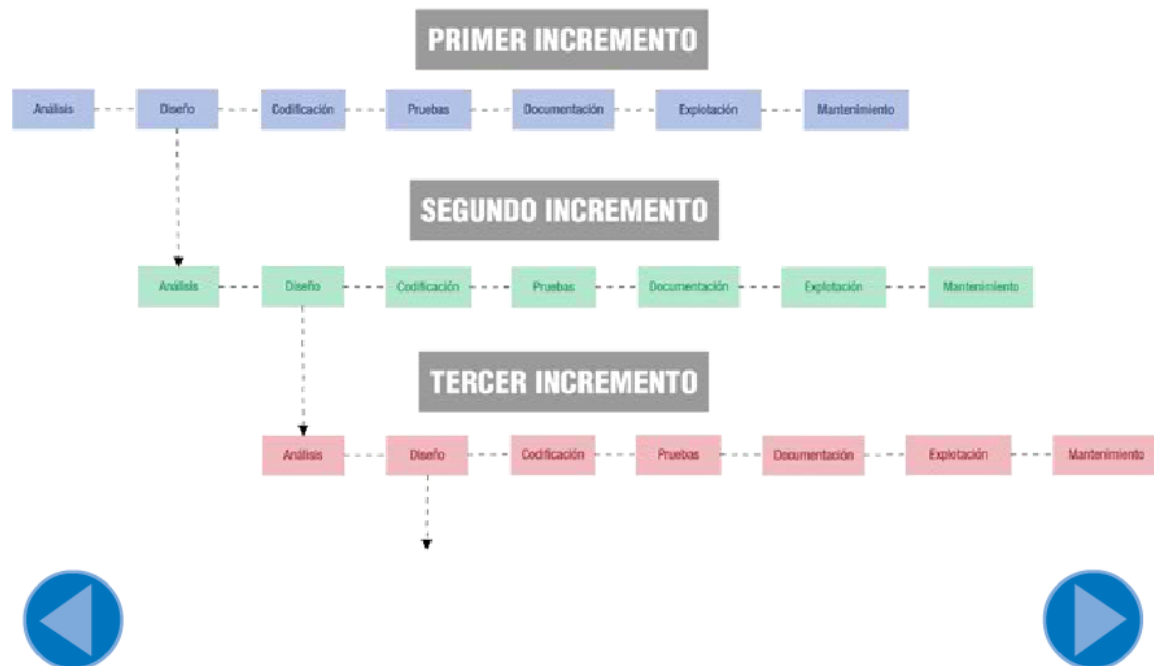 PRIMER INCREMENTO
Análisis Diseño Codificación Pruebas Documentación Explotación Mantenimiento
SEGUNDO INCREMENTO
Análisis Diseño Codificación Pruebas Documentación Explotación Mantenimiento
TERCER INCREMENTO
Análisis Diseño Codificación Pruebas Documentación Explotación Mantenimiento